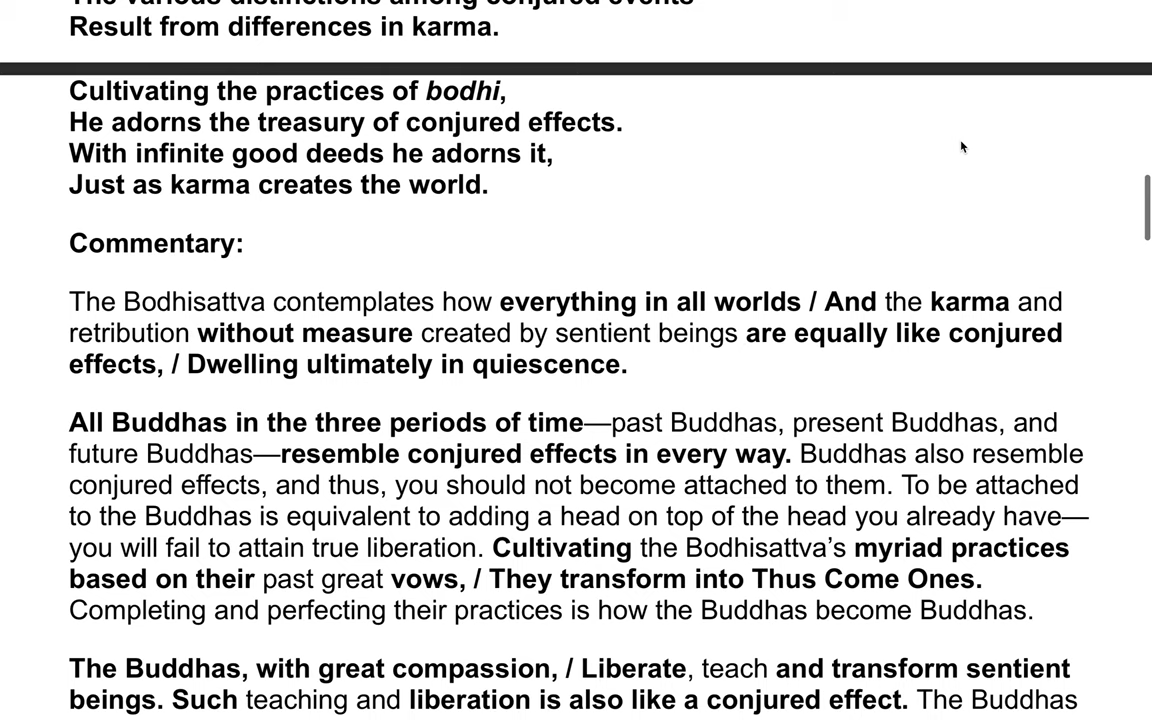 The various distinctions among conjured events
Result from differences in karma.
Cultivating the practices of bodhi,
He adorns the treasury of conjured effects.
With infinite good deeds he adorns it,
Just as karma creates the world.
Commentary:
The Bodhisattva contemplates how everything in all worlds / And the karma and
retribution without measure created by sentient beings are equally like conjured
effects, / Dwelling ultimately in quiescence.
All Buddhas in the three periods of time—past Buddhas, present Buddhas, and
future Buddhas—resemble conjured effects in every way. Buddhas also resemble
conjured effects, and thus, you should not become attached to them. To be attached
to the Buddhas is equivalent to adding a head on top of the head you already have—
you will fail to attain true liberation. Cultivating the Bodhisattva's myriad practices
based on their past great vows, / They transform into Thus Come Ones.
Completing and perfecting their practices is how the Buddhas become Buddhas.
The Buddhas, with great compassion, / Liberate, teach and transform sentient
beings. Such teaching and liberation is also like a conjured effect. The Buddhas